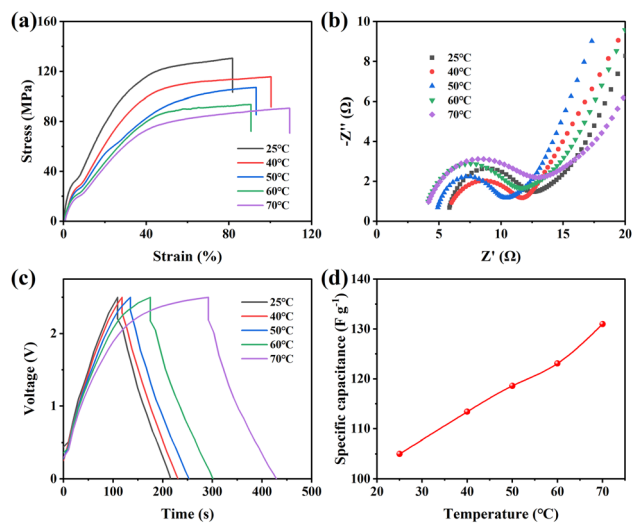 (a)
160
120
80
40
0
Stress (MPa)
25℃
40℃
50℃
60℃
70℃
0 40 80 120
Strain (%)
(b)
10
8
6
4
2
0
-Z'' (Ω)
25℃
40℃
50℃
60℃
70℃
0 5 10 15 20
Z' (Ω)
(c)
2
1
0
Voltage (V)
25℃
40℃
50℃
60℃
70℃
0 100 200 300 400 500
Time (s)
(d)
140
130
120
110
100
Specific capacitance (F g⁻¹)
20 30 40 50 60 70
Temperature (℃)